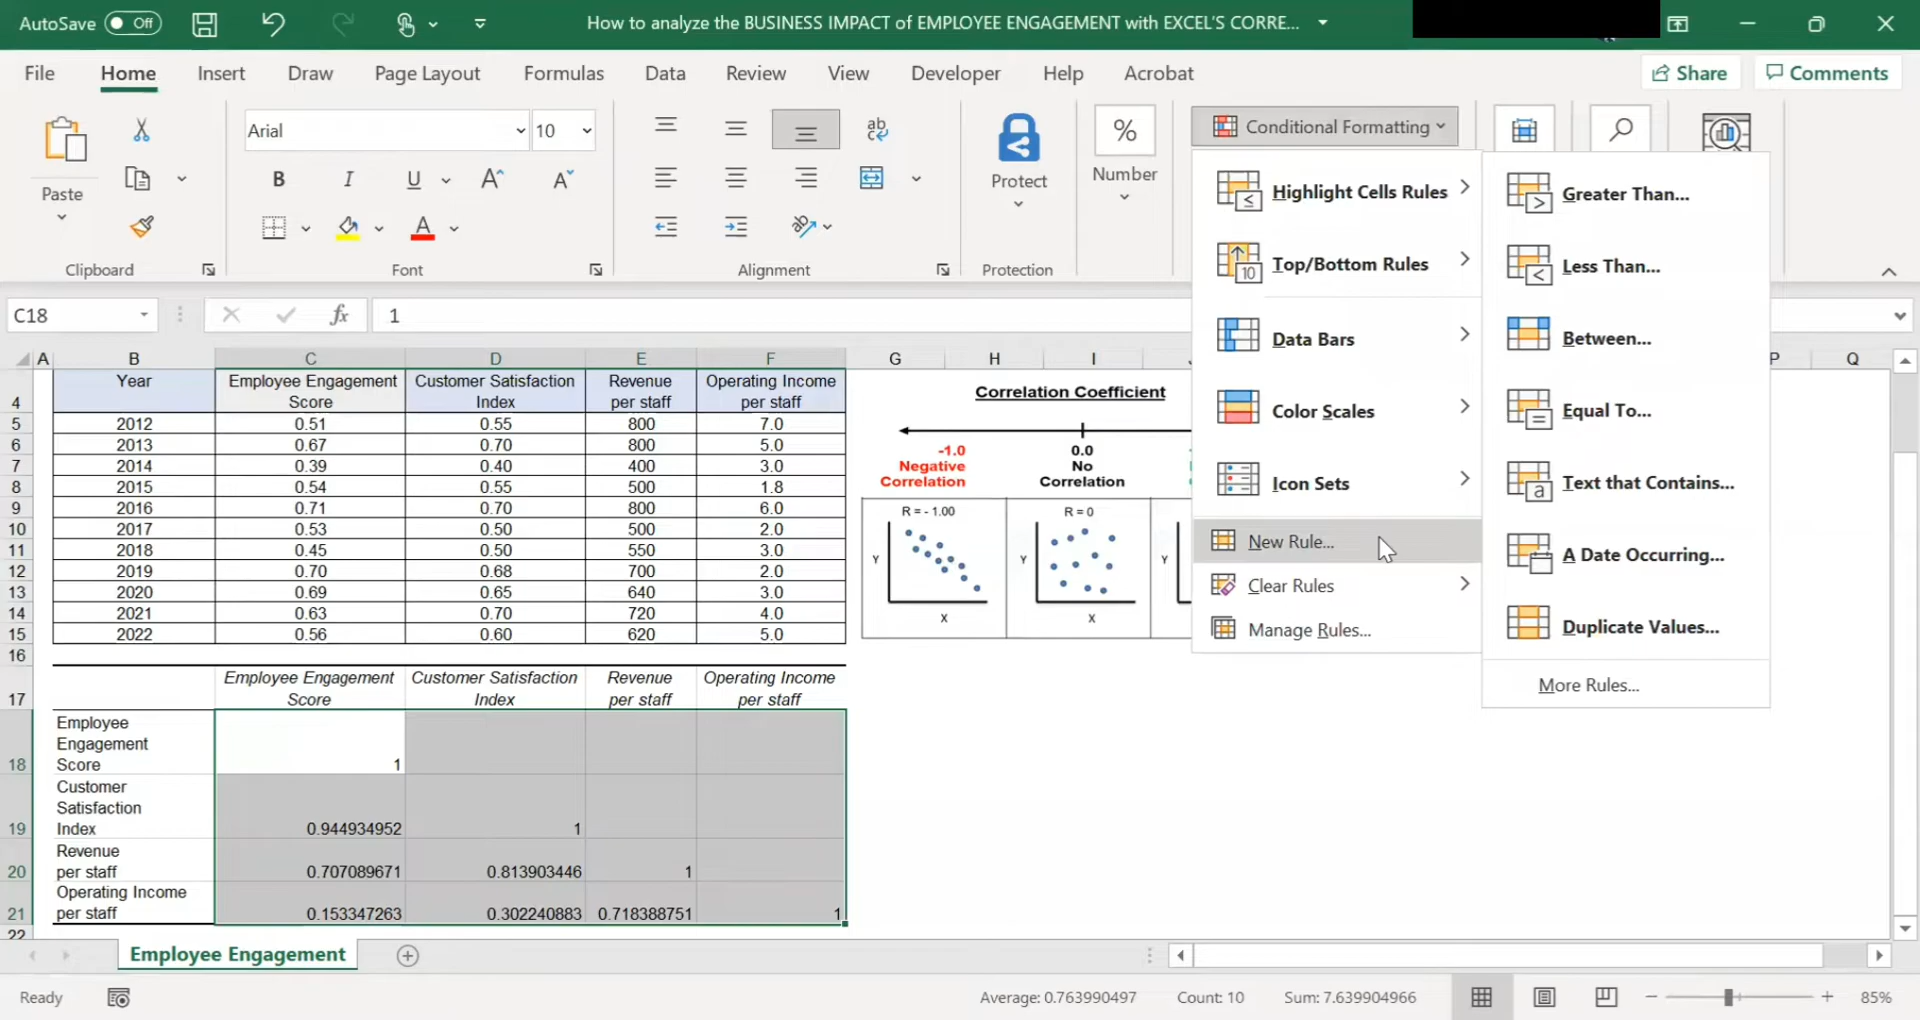 AutoSave Off How to analyze the BUSINESS IMPACT of EMPLOYEE ENGAGEMENT with EXCEL'S CORRE...
File Home Insert Draw Page Layout Formulas Data Review View Developer Help Acrobat Share Comments
Arial 10 ab % Conditional Formatting
Paste B I U A A Protect Number
A ab
Clipboard Font Alignment Protection
Highlight Cells Rules
Top/Bottom Rules
10
Data Bars
Color Scales
Icon Sets
New Rule...
Clear Rules
Manage Rules...
Greater Than...
Less Than...
Between...
Equal To...
Text that Contains...
a
A Date Occurring...
Duplicate Values...
More Rules...
C18 fx 1
A B C D E F G H I P Q
4 Year Employee Engagement Customer Satisfaction Revenue Operating Income
Score Index per staff per staff
5 2012 0.51 0.55 800 7.0
6 2013 0.67 0.70 800 5.0
7 2014 0.39 0.40 400 3.0
8 2015 0.54 0.55 500 1.8
9 2016 0.71 0.70 800 6.0
10 2017 0.53 0.50 500 2.0
11 2018 0.45 0.50 550 3.0
12 2019 0.70 0.68 700 2.0
13 2020 0.69 0.65 640 3.0
14 2021 0.63 0.70 720 4.0
15 2022 0.56 0.60 620 5.0
16
Correlation Coefficient
-1.0 0.0
Negative No
Correlation Correlation
R = - 1.00 R = 0
Y Y Y
X X
Employee Engagement Customer Satisfaction Revenue Operating Income
17 Score Index per staff per staff
Employee
Engagement
18 Score 1
Customer
Satisfaction
19 Index 0.944934952 1
Revenue
20 per staff 0.707089671 0.813903446 1
Operating Income
21 per staff 0.153347263 0.302240883 0.718388751 1
22
Employee Engagement
Ready Average: 0.763990497 Count: 10 Sum: 7.639904966 85%